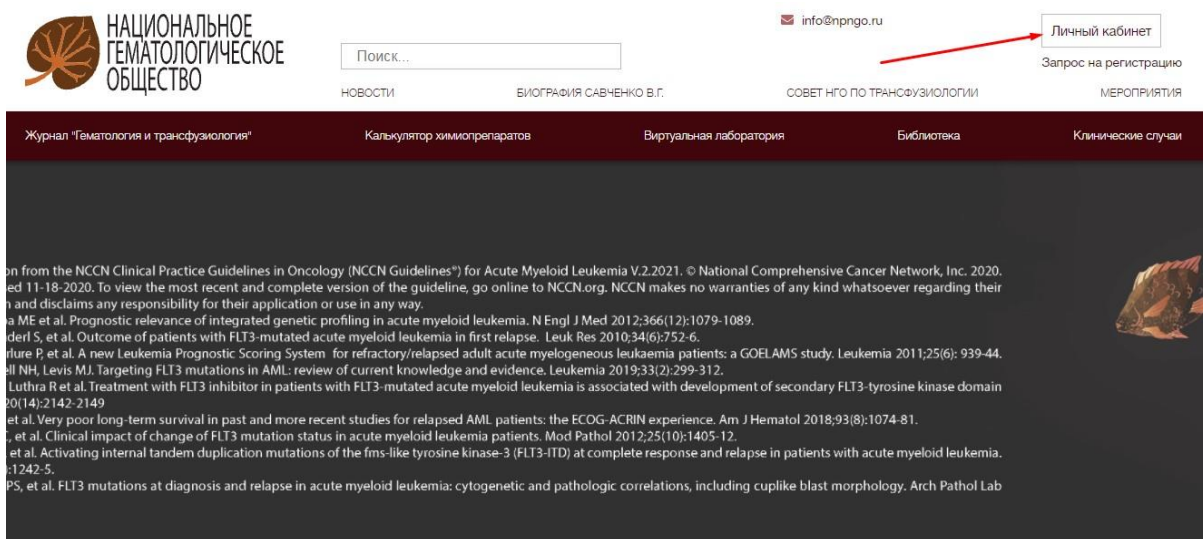 НАЦИОНАЛЬНОЕ
ГЕМАТОЛОГИЧЕСКОЕ
ОБЩЕСТВО
info@npngo.ru
Личный кабинет
Поиск...
Запрос на регистрацию
НОВОСТИ
БИОГРАФИЯ САВЧЕНКО В.Г.
СОВЕТ НГО ПО ТРАНСФУЗИОЛОГИИ
МЕРОПРИЯТИЯ
Журнал "Гематология и трансфузиология"
Калькулятор химиопрепаратов
Виртуальная лаборатория
Библиотека
Клинические случаи
from the NCCN Clinical Practice Guidelines in Oncology (NCCN Guidelines®) for Acute Myeloid Leukemia V.2.2021. © National Comprehensive Cancer Network, Inc. 2020.
11-18-2020. To view the most recent and complete version of the guideline, go online to NCCN.org. NCCN makes no warranties of any kind whatsoever regarding their
and disclaims any responsibility for their application or use in any way.
ME et al. Prognostic relevance of integrated genetic profiling in acute myeloid leukemia. N Engl J Med 2012;366(12):1079-1089.
S, et al. Outcome of patients with FLT3-mutated acute myeloid leukemia in first relapse. Leuk Res 2010;34(6):752-6.
P, et al. A new Leukemia Prognostic Scoring System for refractory/relapsed adult acute myelogeneous leukaemia patients: a GOELAMS study. Leukemia 2011;25(6): 939-44.
NH, Levis MJ. Targeting FLT3 mutations in AML: review of current knowledge and evidence. Leukemia 2019;33(2):299-312.
Luthra R et al. Treatment with FLT3 inhibitor in patients with FLT3-mutated acute myeloid leukemia is associated with development of secondary FLT3-tyrosine kinase domain
20(14):2142-2149
et al. Very poor long-term survival in past and more recent studies for relapsed AML patients: the ECOG-ACRIN experience. Am J Hematol 2018;93(8):1074-81.
et al. Clinical impact of change of FLT3 mutation status in acute myeloid leukemia patients. Mod Pathol 2012;25(10):1405-12.
et al. Activating internal tandem duplication mutations of the fms-like tyrosine kinase-3 (FLT3-ITD) at complete response and relapse in patients with acute myeloid leukemia.
):1242-5.
PS, et al. FLT3 mutations at diagnosis and relapse in acute myeloid leukemia: cytogenetic and pathologic correlations, including cuplike blast morphology. Arch Pathol Lab